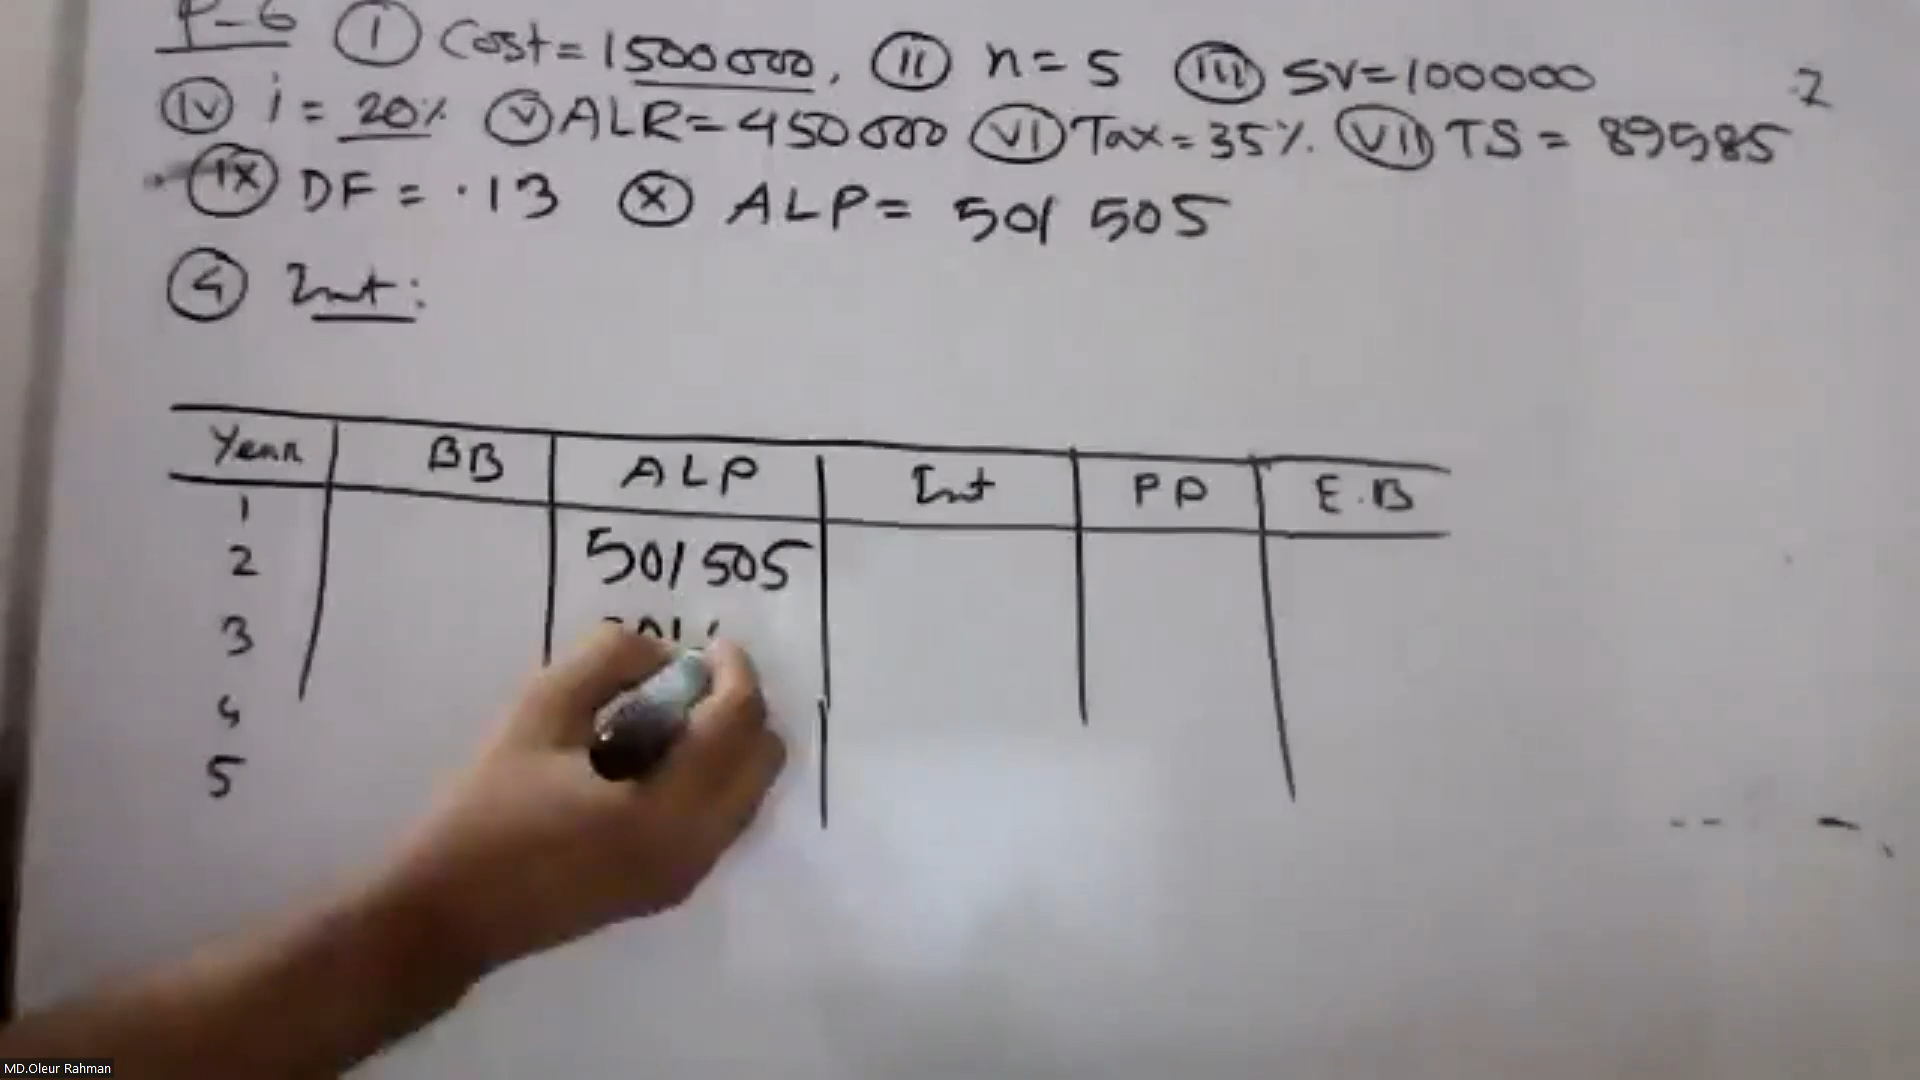 P-6 (I) Cost = 1500000, (II) n = 5 (III) SV = 100000
(IV) i = 20% (V) ALR = 450000 (VI) Tax = 35%. (VII) TS = 89585
(IX) DF = .13 (X) ALP = 501505
(4) Int:
Year BB ALP Int PP E.B
1
2 501505
3
4
5
MD.Oleur Rahman